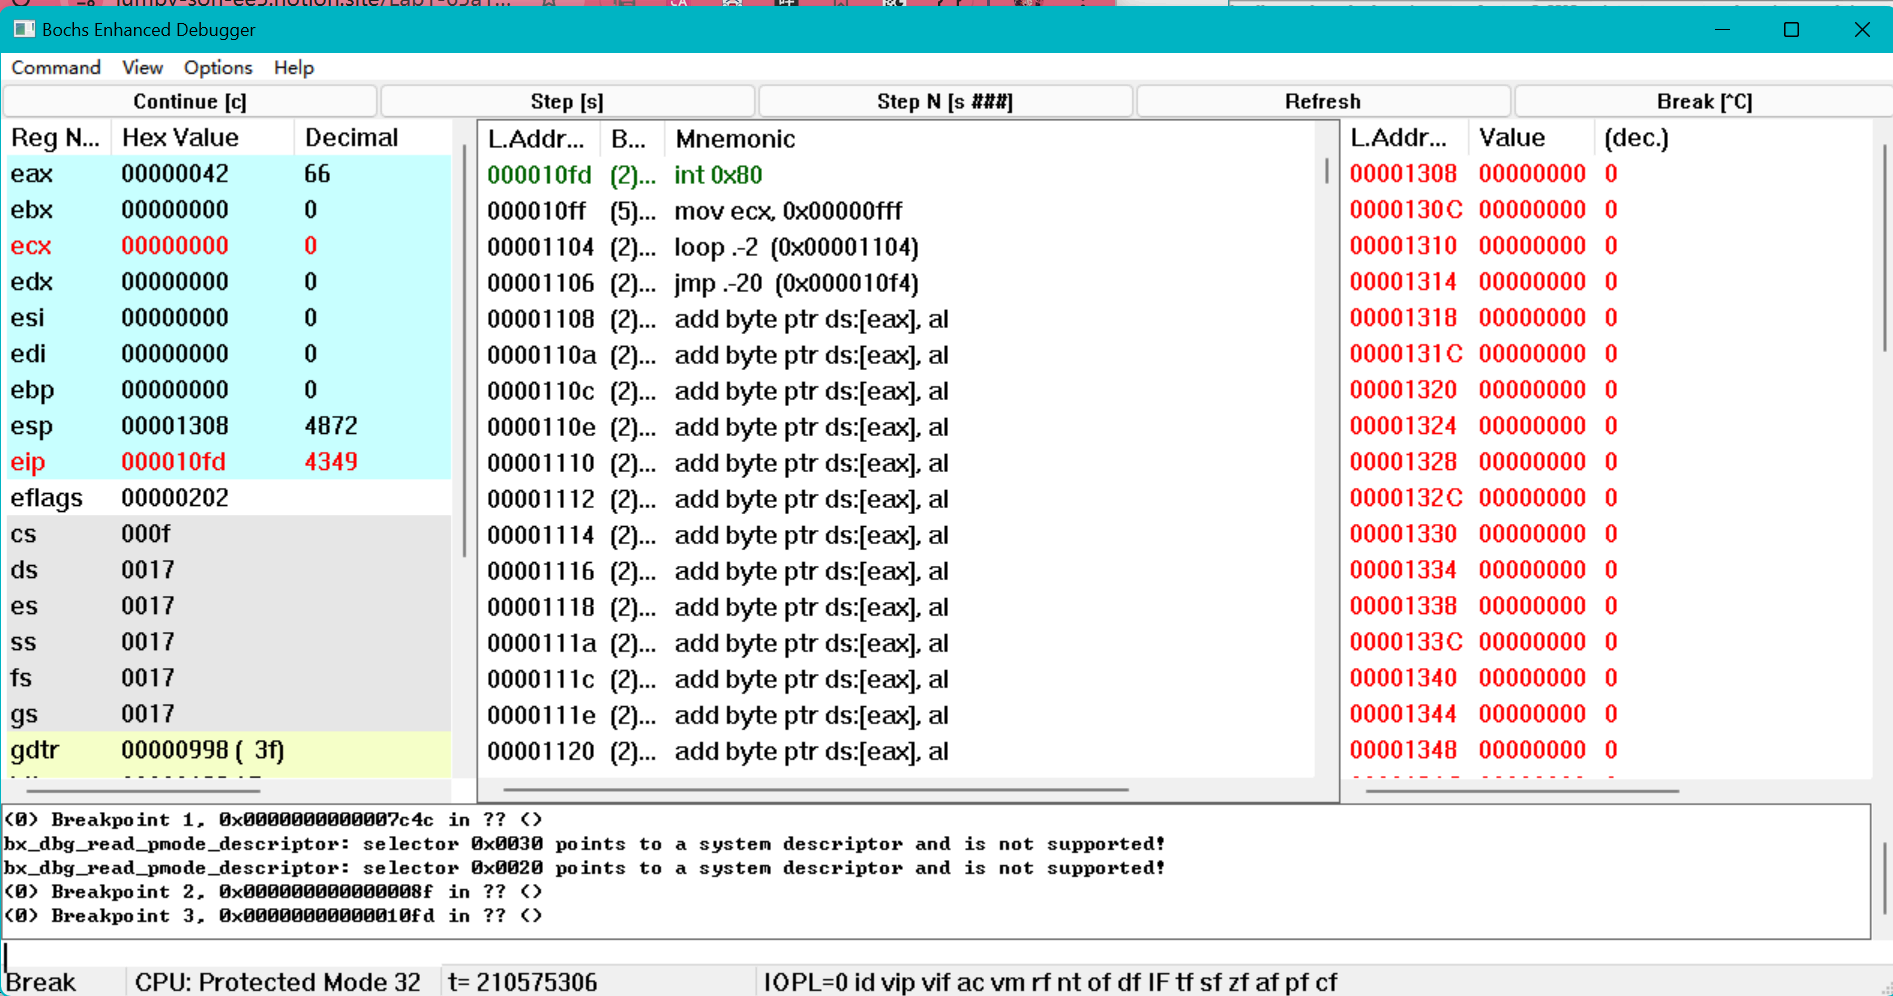 Bochs Enhanced Debugger
Command View Options Help
Continue [c] Step [s] Step N [s ###] Refresh Break [^C]
Reg N... Hex Value Decimal
eax 00000042 66
ebx 00000000 0
ecx 00000000 0
edx 00000000 0
esi 00000000 0
edi 00000000 0
ebp 00000000 0
esp 00001308 4872
eip 000010fd 4349
eflags 00000202
cs 000f
ds 0017
es 0017
ss 0017
fs 0017
gs 0017
gdtr 00000998 ( 3f)
L.Addr... B... Mnemonic
000010fd (2)... int 0x80
000010ff (5)... mov ecx, 0x00000fff
00001104 (2)... loop .-2 (0x00001104)
00001106 (2)... jmp .-20 (0x000010f4)
00001108 (2)... add byte ptr ds:[eax], al
0000110a (2)... add byte ptr ds:[eax], al
0000110c (2)... add byte ptr ds:[eax], al
0000110e (2)... add byte ptr ds:[eax], al
00001110 (2)... add byte ptr ds:[eax], al
00001112 (2)... add byte ptr ds:[eax], al
00001114 (2)... add byte ptr ds:[eax], al
00001116 (2)... add byte ptr ds:[eax], al
00001118 (2)... add byte ptr ds:[eax], al
0000111a (2)... add byte ptr ds:[eax], al
0000111c (2)... add byte ptr ds:[eax], al
0000111e (2)... add byte ptr ds:[eax], al
00001120 (2)... add byte ptr ds:[eax], al
L.Addr... Value (dec.)
00001308 00000000 0
0000130C 00000000 0
00001310 00000000 0
00001314 00000000 0
00001318 00000000 0
0000131C 00000000 0
00001320 00000000 0
00001324 00000000 0
00001328 00000000 0
0000132C 00000000 0
00001330 00000000 0
00001334 00000000 0
00001338 00000000 0
0000133C 00000000 0
00001340 00000000 0
00001344 00000000 0
00001348 00000000 0
(0) Breakpoint 1, 0x0000000000007c4c in ?? ()
bx_dbg_read_pmode_descriptor: selector 0x0030 points to a system descriptor and is not supported!
bx_dbg_read_pmode_descriptor: selector 0x0020 points to a system descriptor and is not supported!
(0) Breakpoint 2, 0x000000000000008f in ?? ()
(0) Breakpoint 3, 0x00000000000010fd in ?? ()
Break CPU: Protected Mode 32 t= 210575306 IOPL=0 id vip vif ac vm rf nt of df IF tf sf zf af pf cf